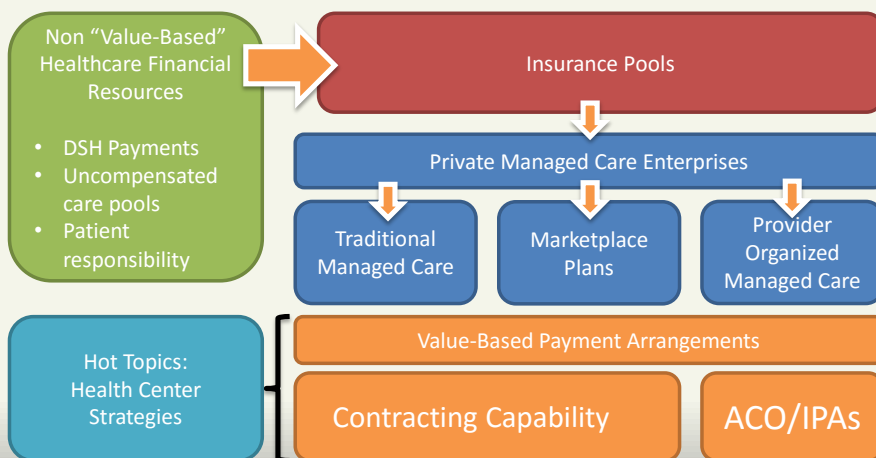 Non “Value-Based”
Healthcare Financial
Resources
• DSH Payments
• Uncompensated
care pools
• Patient
responsibility
Insurance Pools
Private Managed Care Enterprises
Traditional
Managed Care
Marketplace
Plans
Provider
Organized
Managed Care
Hot Topics:
Health Center
Strategies
Value-Based Payment Arrangements
Contracting Capability
ACO/IPAs